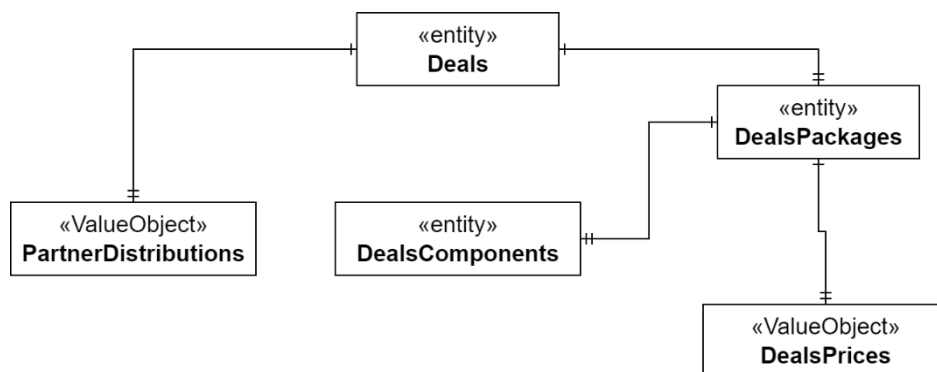 «entity»
Deals
«entity»
DealsPackages
«ValueObject»
PartnerDistributions
«entity»
DealsComponents
«ValueObject»
DealsPrices